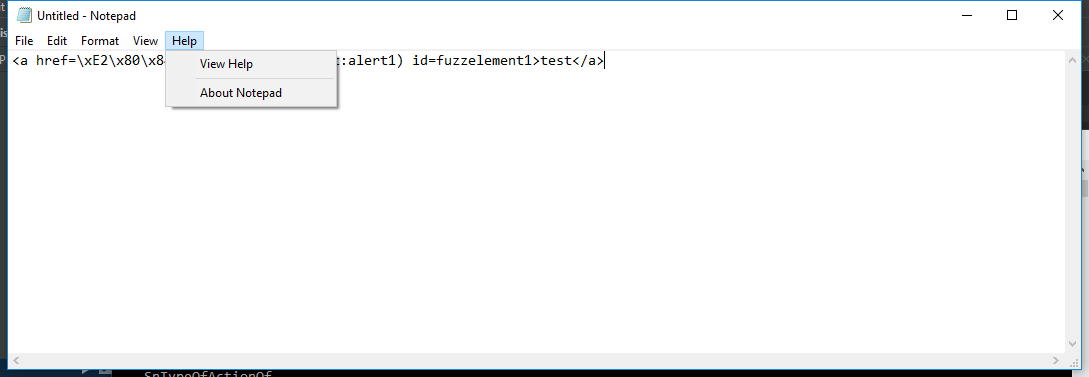 Untitled - Notepad
File Edit Format View Help
<a href=\xE2\x80\x8 :alert1) id=fuzzelement1>test</a>
View Help
About Notepad
SnTypeOfActionOf